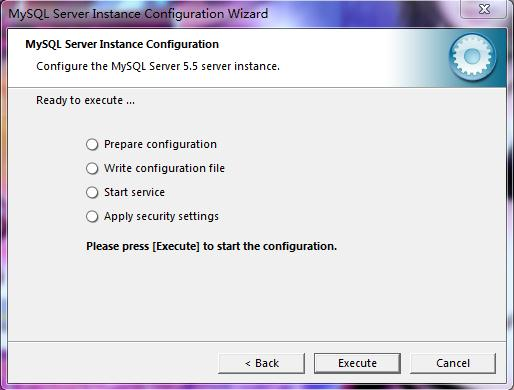 MySQL Server Instance Configuration Wizard
MySQL Server Instance Configuration
Configure the MySQL Server 5.5 server instance.
Ready to execute ...
Prepare configuration
Write configuration file
Start service
Apply security settings
Please press [Execute] to start the configuration.
< Back
Execute
Cancel